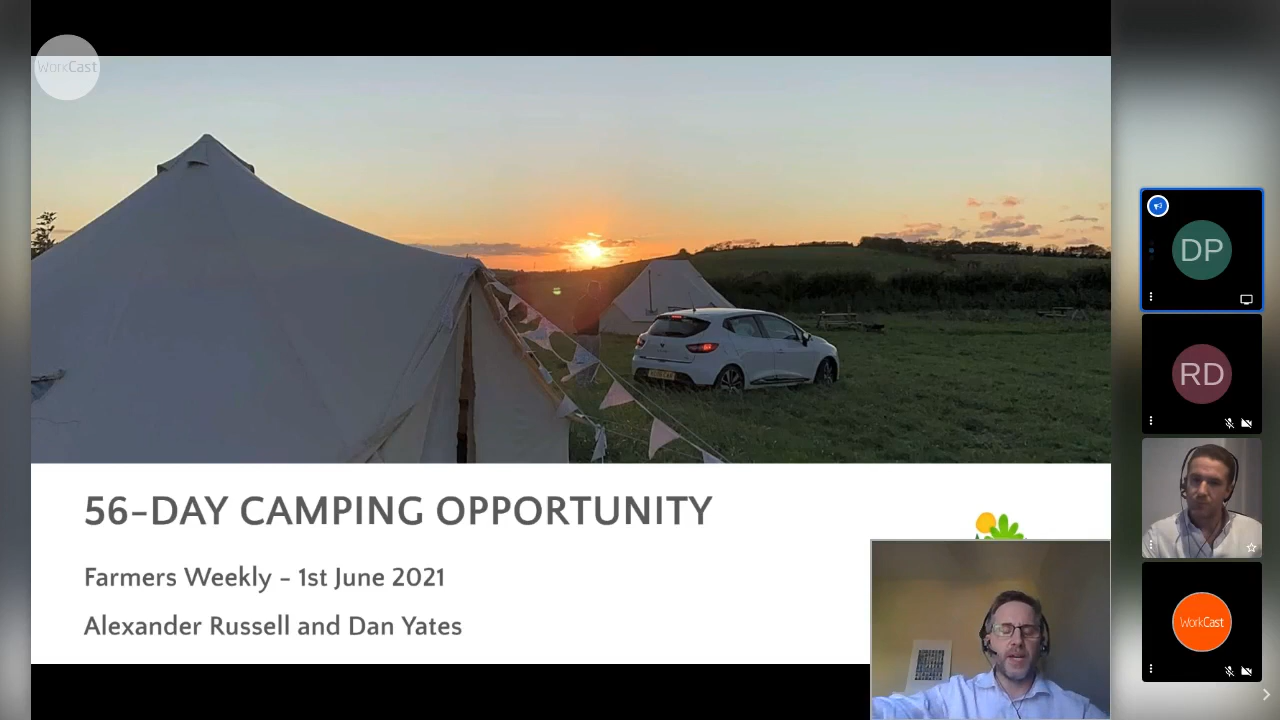 WorkCast
56-DAY CAMPING OPPORTUNITY
Farmers Weekly - 1st June 2021
Alexander Russell and Dan Yates
DP
RD
WorkCast